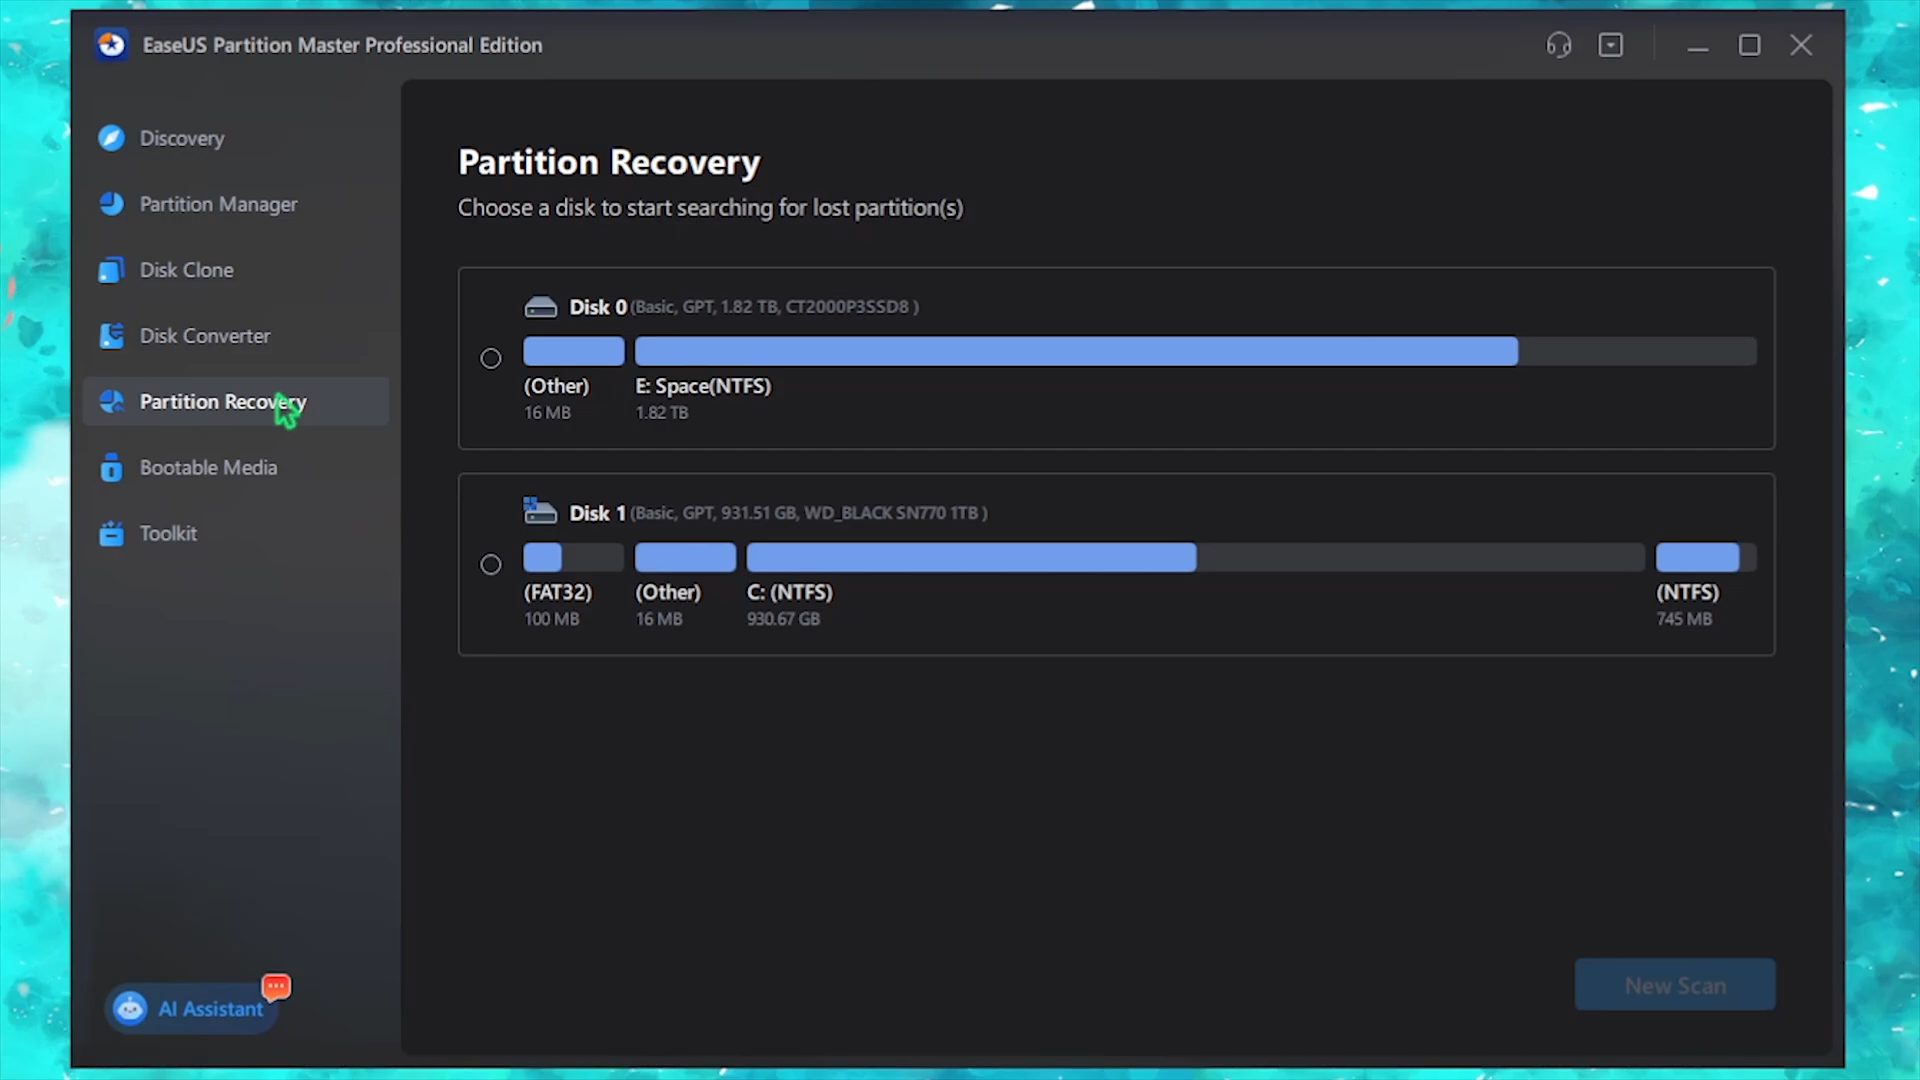 EaseUS Partition Master Professional Edition
Discovery
Partition Manager
Disk Clone
Disk Converter
Partition Recovery
Bootable Media
Toolkit
AI Assistant
Partition Recovery
Choose a disk to start searching for lost partition(s)
Disk 0 (Basic, GPT, 1.82 TB, CT2000P3SSD8 )
(Other) E: Space(NTFS)
16 MB 1.82 TB
Disk 1 (Basic, GPT, 931.51 GB, WD_BLACK SN770 1TB )
(FAT32) (Other) C: (NTFS) (NTFS)
100 MB 16 MB 930.67 GB 745 MB
New Scan